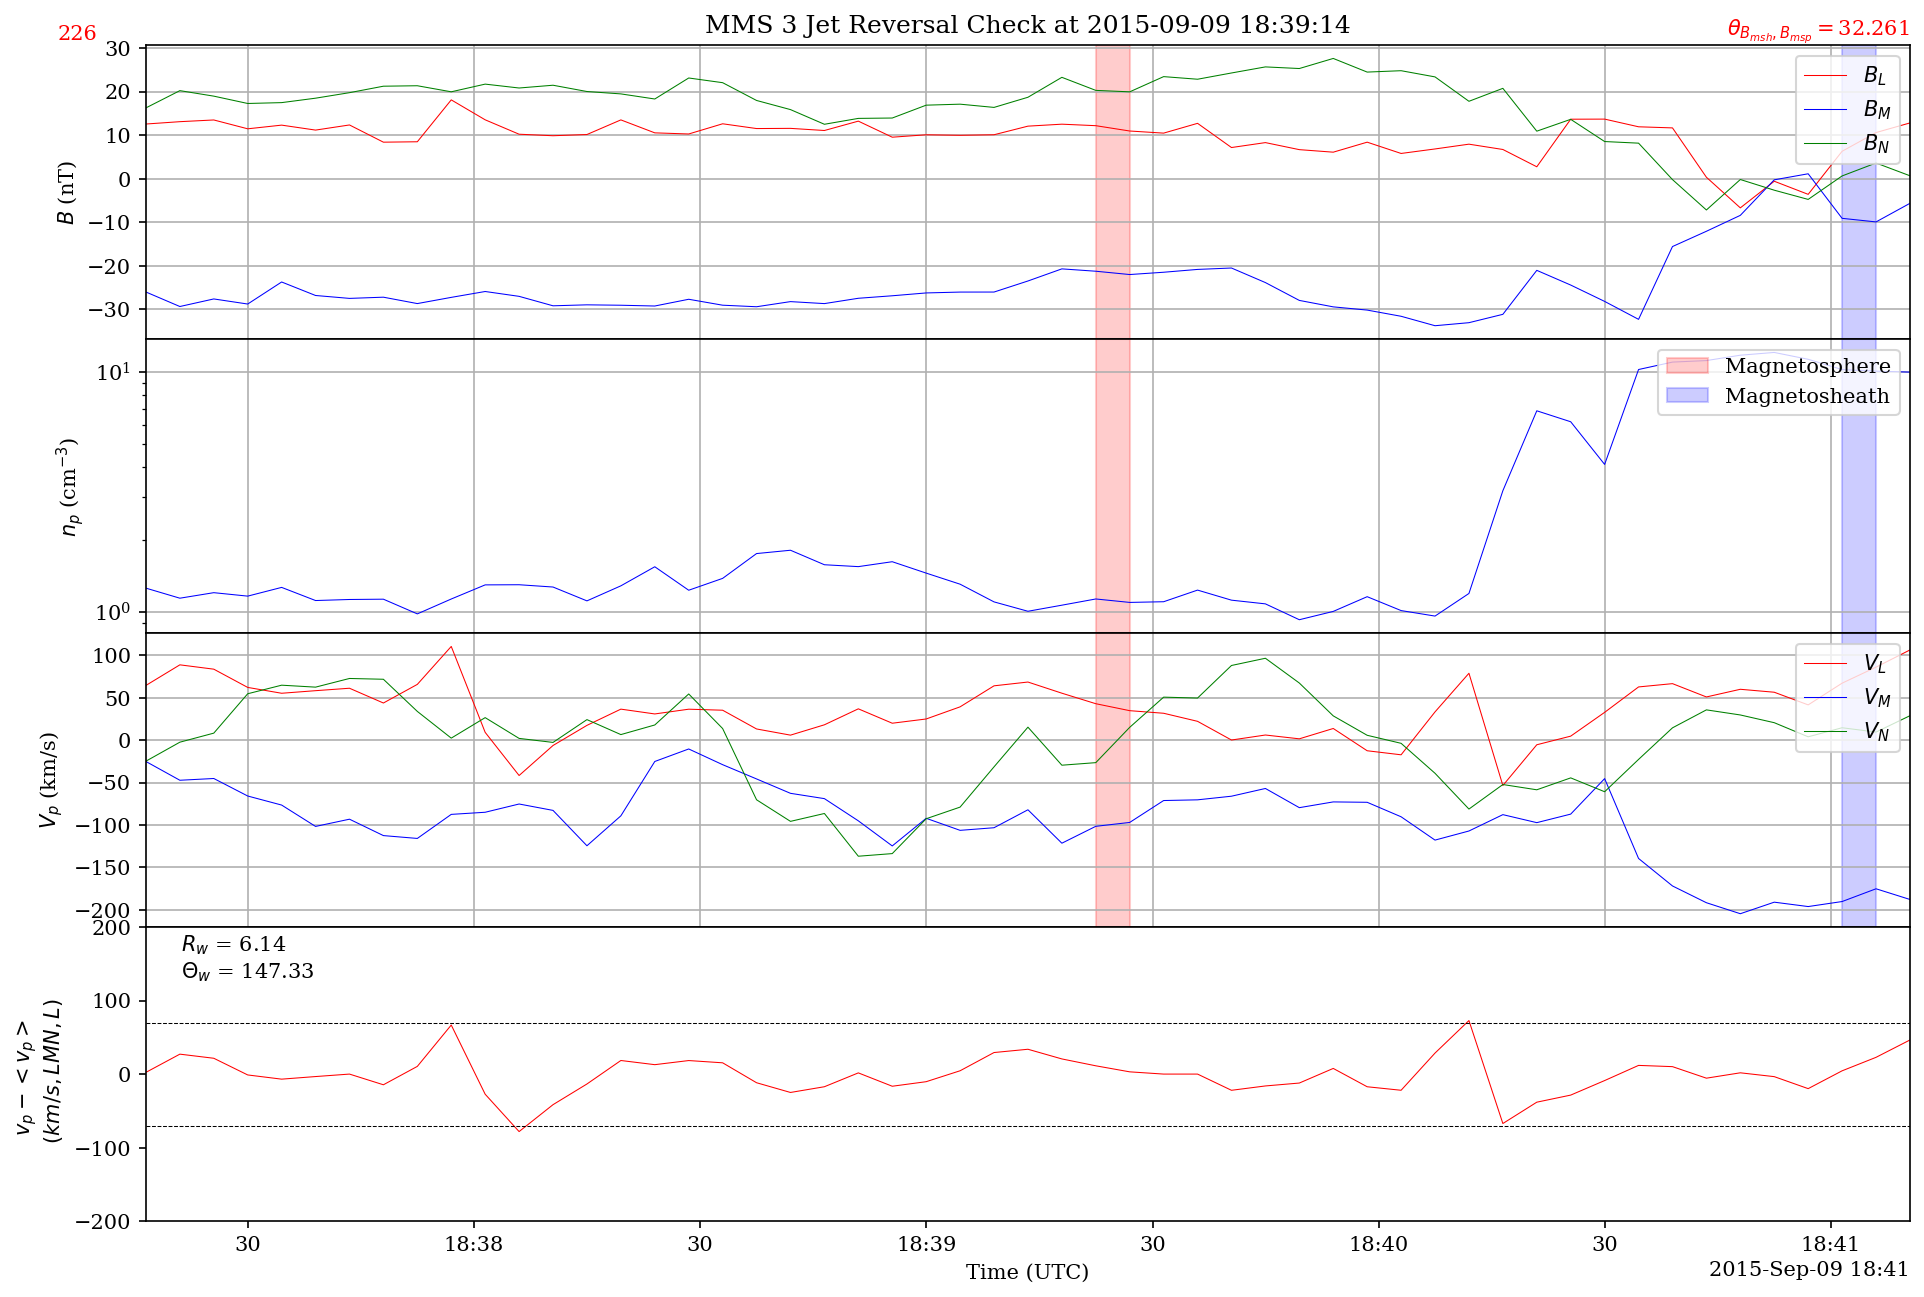 MMS 3 Jet Reversal Check at 2015-09-09 18:39:14
226
θ_{B_{msh}, B_{msp}} = 32.261
30
20
10
0
−10
−20
−30
B (nT)
B_L
B_M
B_N
10^1
10^0
n_p (cm^{−3})
Magnetosphere
Magnetosheath
100
50
0
−50
−100
−150
−200
V_p (km/s)
V_L
V_M
V_N
200
100
0
−100
−200
v_p − < v_p >
(km/s, LMN, L)
R_w = 6.14
Θ_w = 147.33
30 18:38 30 18:39 30 18:40 30 18:41
Time (UTC)
2015-Sep-09 18:41